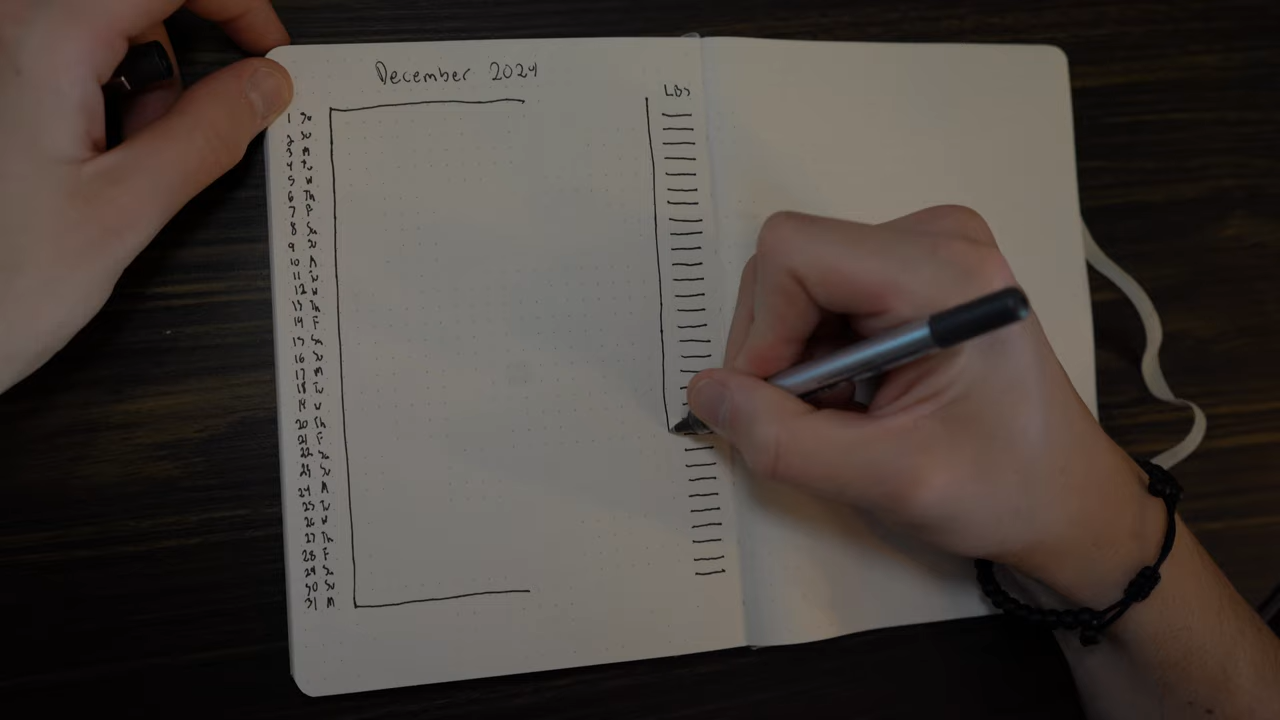 December 2024
LBS
1 Sa
2 Su
3 M
4 Tu
5 W
6 Th
7 F
8 Sa
9 Su
10 M
11 Tu
12 W
13 Th
14 F
15 Sa
16 Su
17 M
18 Tu
19 W
20 Th
21 F
22 Sa
23 Su
24 M
25 Tu
26 W
27 Th
28 F
29 Sa
30 Su
31 M